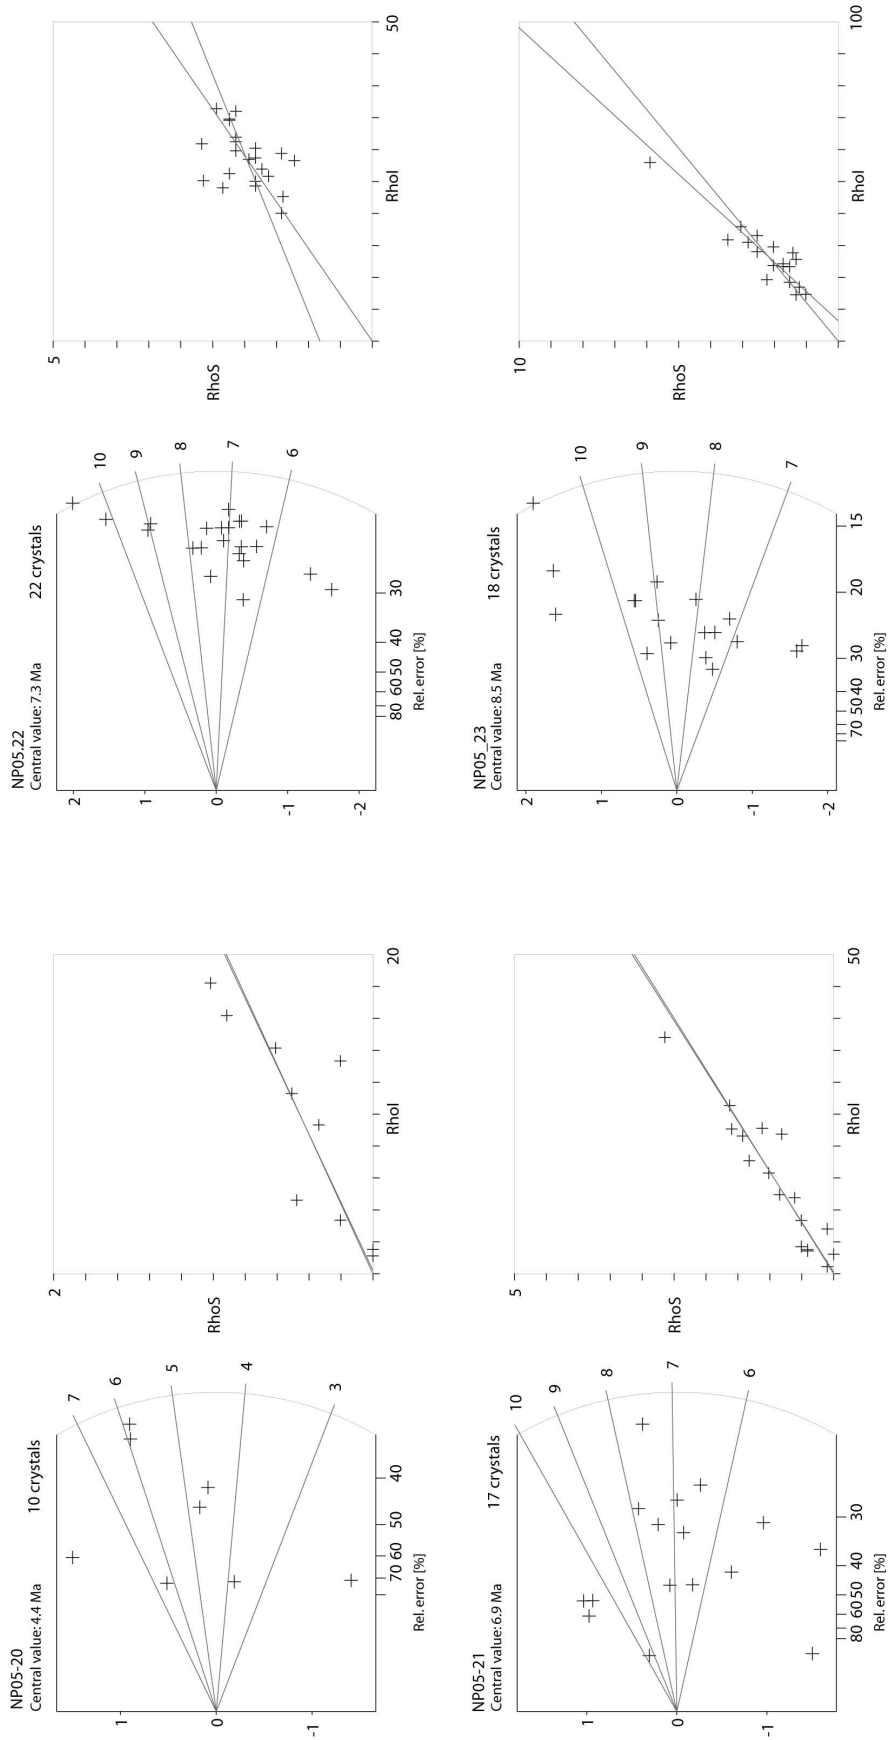 NP05-20
Central value: 4.4 Ma
10 crystals
1
0
-1
7
6
5
4
3
70 60 50 40
Rel. error [%]
2
RhoS
RhoI
20
NP05.22
Central value: 7.3 Ma
22 crystals
2
1
0
-1
-2
10
9
8
7
6
80 60 50 40 30
Rel. error [%]
5
RhoS
RhoI
50
NP05-21
Central value: 6.9 Ma
17 crystals
1
0
-1
10
9
8
7
6
80 60 50 40 30
Rel. error [%]
5
RhoS
RhoI
50
NP05_23
Central value: 8.5 Ma
18 crystals
2
1
0
-1
-2
10
9
8
7
70 50 40 30 20 15
Rel. error [%]
10
RhoS
RhoI
100